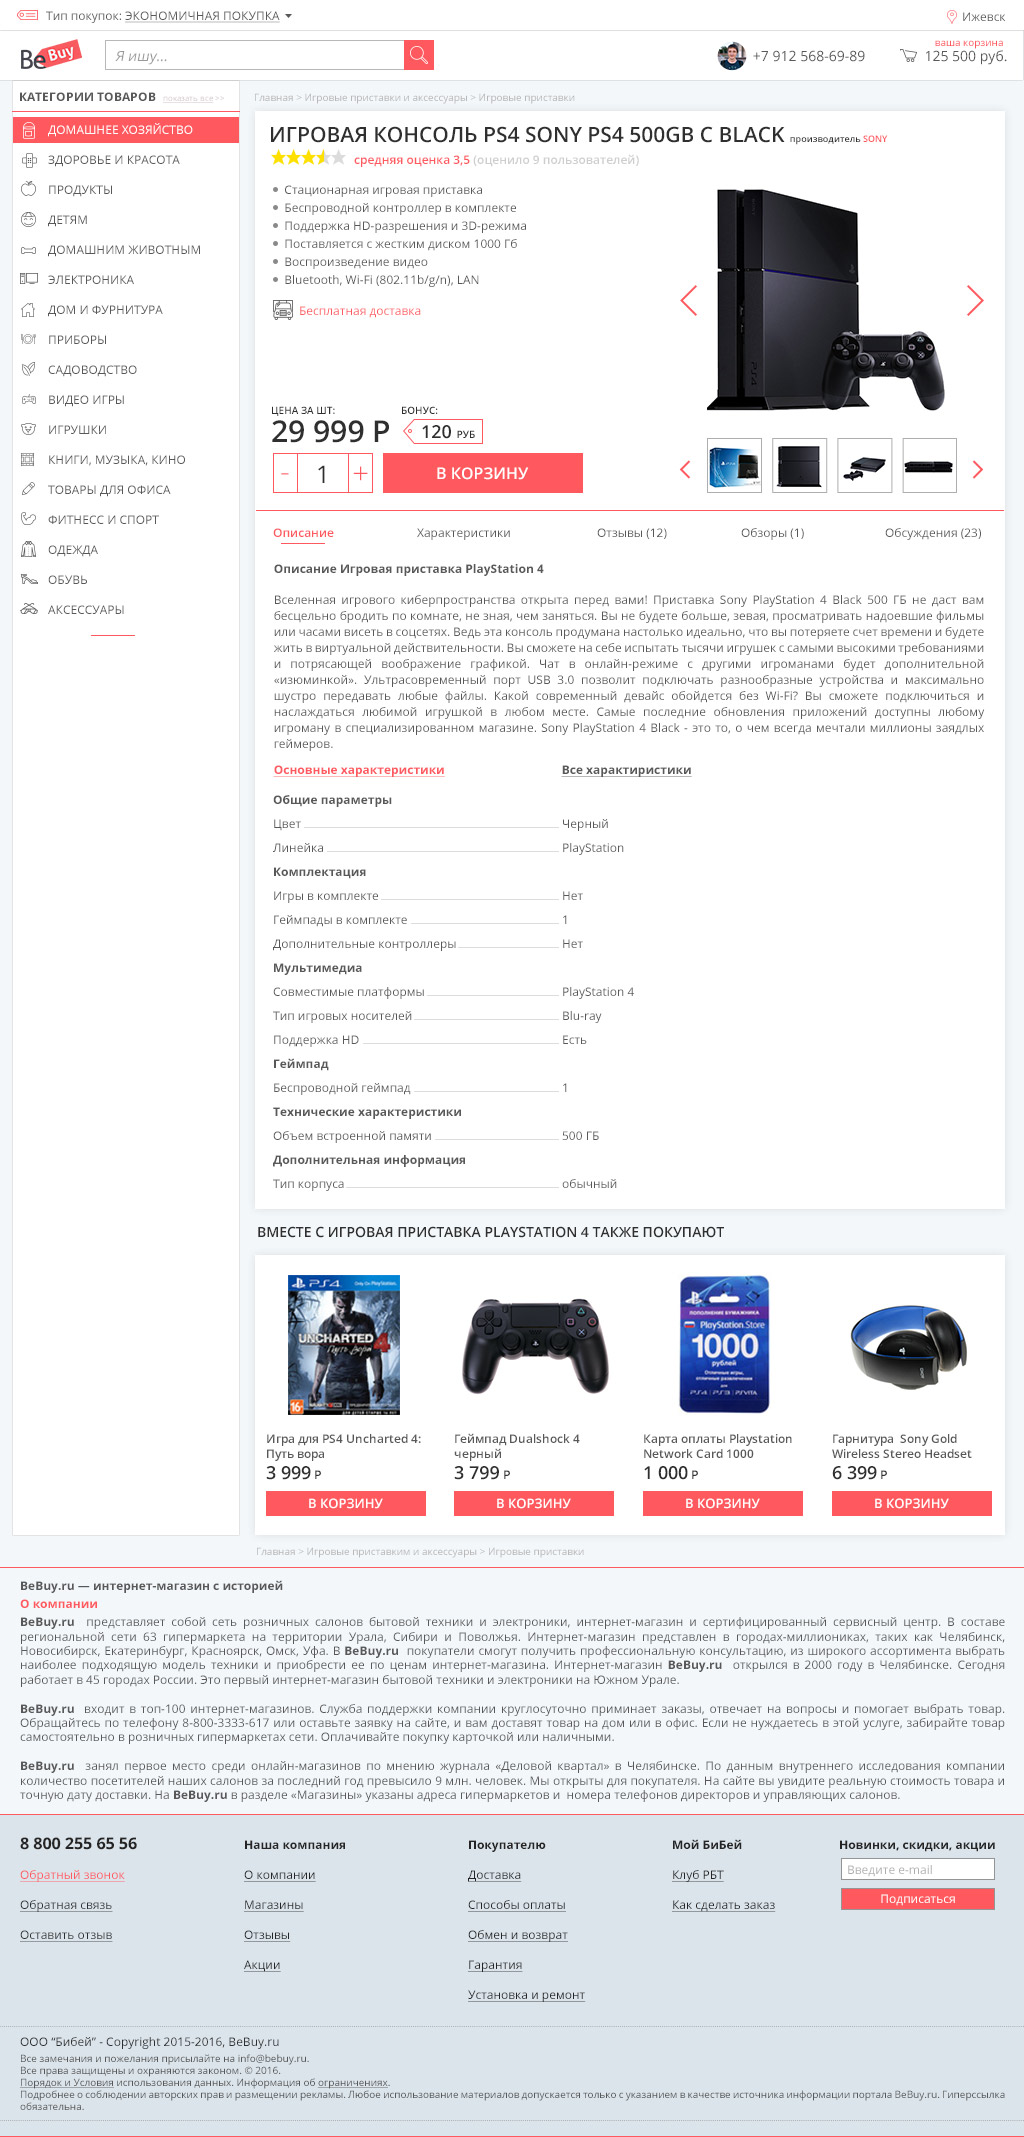 Тип покупок: ЭКОНОМИЧНАЯ ПОКУПКА
Ижевск
BeBuy
Я ищу...
+7 912 568-69-89
ваша корзина
125 500 руб.
КАТЕГОРИИ ТОВАРОВ показать все >>
ДОМАШНЕЕ ХОЗЯЙСТВО
ЗДОРОВЬЕ И КРАСОТА
ПРОДУКТЫ
ДЕТЯМ
ДОМАШНИМ ЖИВОТНЫМ
ЭЛЕКТРОНИКА
ДОМ И ФУРНИТУРА
ПРИБОРЫ
САДОВОДСТВО
ВИДЕО ИГРЫ
ИГРУШКИ
КНИГИ, МУЗЫКА, КИНО
ТОВАРЫ ДЛЯ ОФИСА
ФИТНЕСС И СПОРТ
ОДЕЖДА
ОБУВЬ
АКСЕССУАРЫ
Главная > Игровые приставки и аксессуары > Игровые приставки
ИГРОВАЯ КОНСОЛЬ PS4 SONY PS4 500GB C BLACK производитель SONY
средняя оценка 3,5 (оценило 9 пользователей)
Стационарная игровая приставка
Беспроводной контроллер в комплекте
Поддержка HD-разрешения и 3D-режима
Поставляется с жестким диском 1000 Гб
Воспроизведение видео
Bluetooth, Wi-Fi (802.11b/g/n), LAN
Бесплатная доставка
ЦЕНА ЗА ШТ:
БОНУС:
29 999 Р
120 РУБ
- 1 +
В КОРЗИНУ
Описание
Характеристики
Отзывы (12)
Обзоры (1)
Обсуждения (23)
Описание Игровая приставка PlayStation 4
Вселенная игрового киберпространства открыта перед вами! Приставка Sony PlayStation 4 Black 500 ГБ не даст вам
бесцельно бродить по комнате, не зная, чем заняться. Вы не будете больше, зевая, просматривать надоевшие фильмы
или часами висеть в соцсетях. Ведь эта консоль продумана настолько идеально, что вы потеряете счет времени и будете
жить в виртуальной действительности. Вы сможете на себе испытать тысячи игрушек с самыми высокими требованиями
и потрясающей воображение графикой. Чат в онлайн-режиме с другими игроманами будет дополнительной
«изюминкой». Ультрасовременный порт USB 3.0 позволит подключать разнообразные устройства и максимально
шустро передавать любые файлы. Какой современный девайс обойдется без Wi-Fi? Вы сможете подключиться и
наслаждаться любимой игрушкой в любом месте. Самые последние обновления приложений доступны любому
игроману в специализированном магазине. Sony PlayStation 4 Black - это то, о чем всегда мечтали миллионы заядлых
геймеров.
Основные характеристики
Все характиристики
Общие параметры
Цвет Черный
Линейка PlayStation
Комплектация
Игры в комплекте Нет
Геймпады в комплекте 1
Дополнительные контроллеры Нет
Мультимедиа
Совместимые платформы PlayStation 4
Тип игровых носителей Blu-ray
Поддержка HD Есть
Геймпад
Беспроводной геймпад 1
Технические характеристики
Объем встроенной памяти 500 ГБ
Дополнительная информация
Тип корпуса обычный
ВМЕСТЕ С ИГРОВАЯ ПРИСТАВКА PLAYSTATION 4 ТАКЖЕ ПОКУПАЮТ
PS4
UNCHARTED 4
Путь вора
16+
ПОПОЛНЕНИЕ БУМАЖНИКА
PlayStation Store
1000
рублей
Отличные игры,
отличные развлечения
для
PS4 | PS3 | PSVITA
Игра для PS4 Uncharted 4:
Путь вора
3 999 Р
В КОРЗИНУ
Геймпад Dualshock 4
черный
3 799 Р
В КОРЗИНУ
Карта оплаты Playstation
Network Card 1000
1 000 Р
В КОРЗИНУ
Гарнитура Sony Gold
Wireless Stereo Headset
6 399 Р
В КОРЗИНУ
Главная > Игровые приставким и аксессуары > Игровые приставки
BeBuy.ru — интернет-магазин с историей
О компании
BeBuy.ru представляет собой сеть розничных салонов бытовой техники и электроники, интернет-магазин и сертифицированный сервисный центр. В составе
региональной сети 63 гипермаркета на территории Урала, Сибири и Поволжья. Интернет-магазин представлен в городах-миллиониках, таких как Челябинск,
Новосибирск, Екатеринбург, Красноярск, Омск, Уфа. В BeBuy.ru покупатели смогут получить профессиональную консультацию, из широкого ассортимента выбрать
наиболее подходящую модель техники и приобрести ее по ценам интернет-магазина. Интернет-магазин BeBuy.ru открылся в 2000 году в Челябинске. Сегодня
работает в 45 городах России. Это первый интернет-магазин бытовой техники и электроники на Южном Урале.
BeBuy.ru входит в топ-100 интернет-магазинов. Служба поддержки компании круглосуточно приминает заказы, отвечает на вопросы и помогает выбрать товар.
Обращайтесь по телефону 8-800-3333-617 или оставьте заявку на сайте, и вам доставят товар на дом или в офис. Если не нуждаетесь в этой услуге, забирайте товар
самостоятельно в розничных гипермаркетах сети. Оплачивайте покупку карточкой или наличными.
BeBuy.ru занял первое место среди онлайн-магазинов по мнению журнала «Деловой квартал» в Челябинске. По данным внутреннего исследования компании
количество посетителей наших салонов за последний год превысило 9 млн. человек. Мы открыты для покупателя. На сайте вы увидите реальную стоимость товара и
точную дату доставки. На BeBuy.ru в разделе «Магазины» указаны адреса гипермаркетов и номера телефонов директоров и управляющих салонов.
8 800 255 65 56
Обратный звонок
Обратная связь
Оставить отзыв
Наша компания
О компании
Магазины
Отзывы
Акции
Покупателю
Доставка
Способы оплаты
Обмен и возврат
Гарантия
Установка и ремонт
Мой БиБей
Клуб РБТ
Как сделать заказ
Новинки, скидки, акции
Введите e-mail
Подписаться
ООО "Бибей" - Copyright 2015-2016, BeBuy.ru
Все замечания и пожелания присылайте на info@bebuy.ru.
Все права защищены и охраняются законом. © 2016.
Порядок и Условия использования данных. Информация об ограничениях.
Подробнее о соблюдении авторских прав и размещении рекламы. Любое использование материалов допускается только с указанием в качестве источника информации портала BeBuy.ru. Гиперссылка
обязательна.